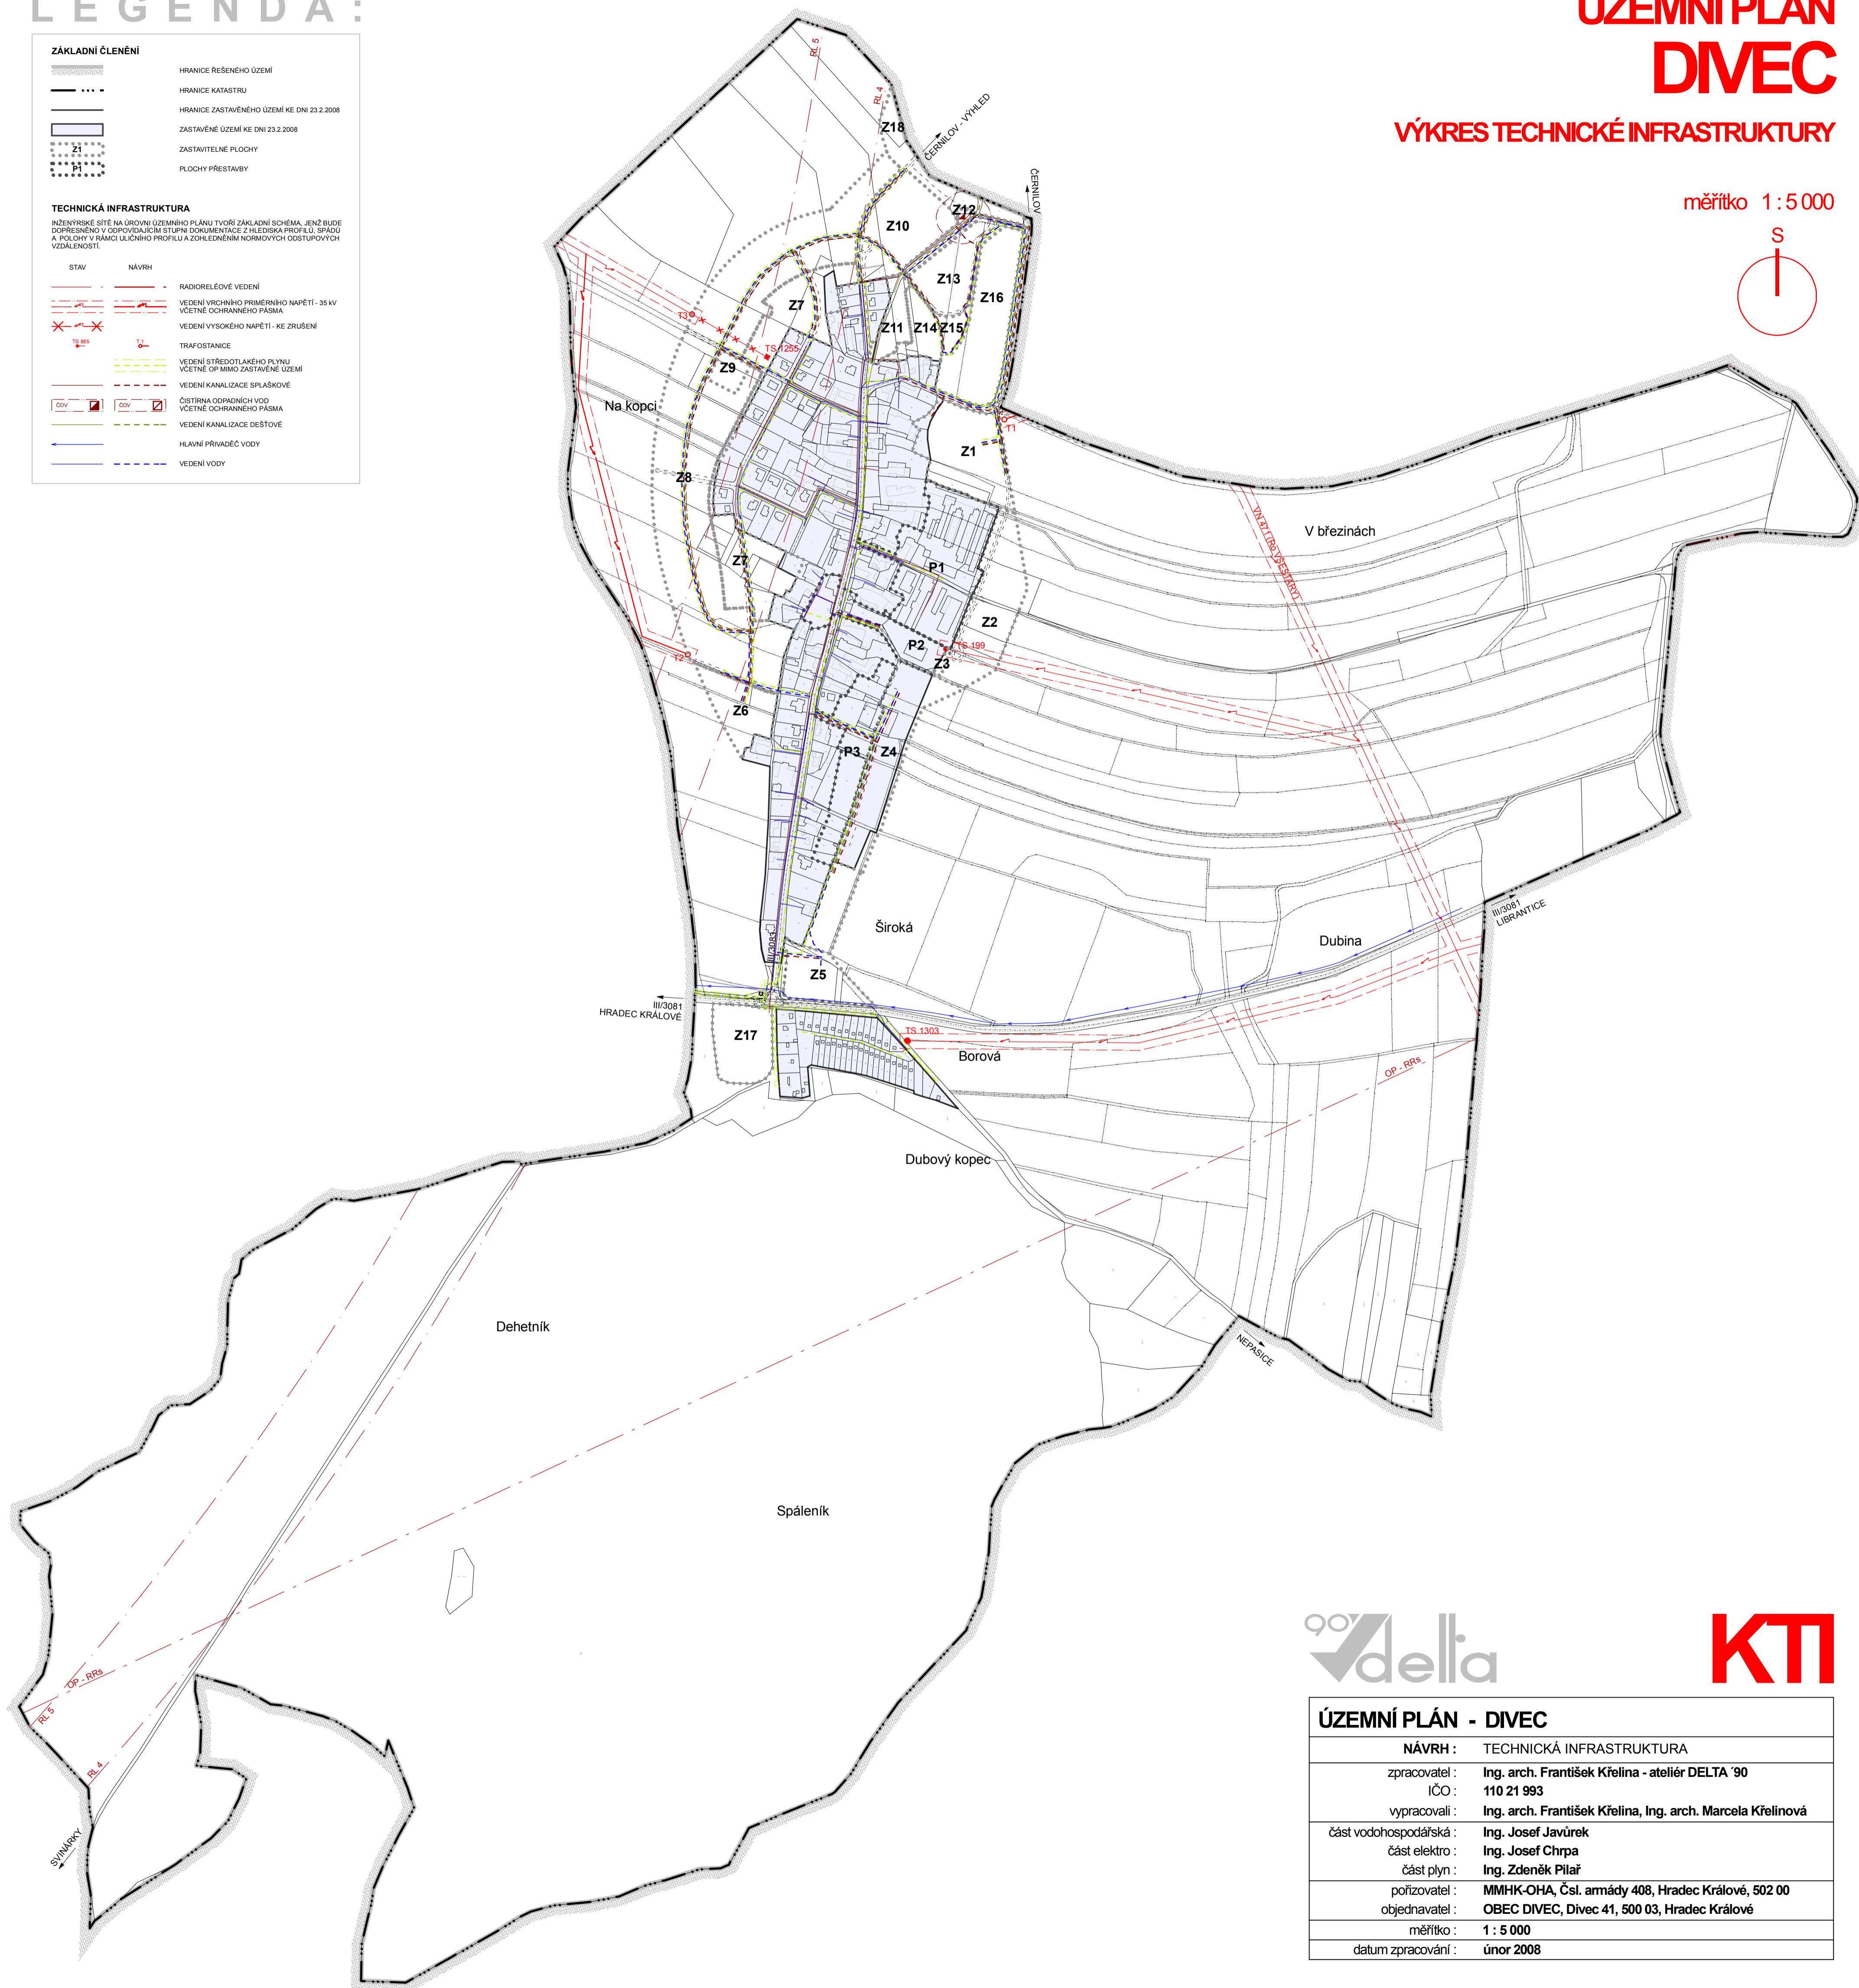 LEGENDA:
ZÁKLADNÍ ČLENĚNÍ
HRANICE ŘEŠENÉHO ÚZEMÍ
HRANICE KATASTRU
HRANICE ZASTAVĚNÉHO ÚZEMÍ KE DNI 23.2.2008
ZASTAVĚNÉ ÚZEMÍ KE DNI 23.2.2008
Z1
ZASTAVITELNÉ PLOCHY
P1
PLOCHY PŘESTAVBY
TECHNICKÁ INFRASTRUKTURA
INŽENÝRSKÉ SÍTĚ NA ÚROVNI ÚZEMNÍHO PLÁNU TVOŘÍ ZÁKLADNÍ SCHÉMA, JENŽ BUDE
DOPŘESNĚNO V ODPOVÍDAJÍCÍM STUPNI DOKUMENTACE Z HLEDISKA PROFILŮ, SPÁDŮ
A POLOHY V RÁMCI ULIČNÍHO PROFILU A ZOHLEDNĚNÍM NORMOVÝCH ODSTUPOVÝCH
VZDÁLENOSTÍ.
STAV NÁVRH
RADIORELÉOVÉ VEDENÍ
VEDENÍ VRCHNÍHO PRIMÉRNÍHO NAPĚTÍ - 35 kV
VČETNĚ OCHRANNÉHO PÁSMA
VEDENÍ VYSOKÉHO NAPĚTÍ - KE ZRUŠENÍ
TS 865 T 1
TRAFOSTANICE
VEDENÍ STŘEDOTLAKÉHO PLYNU
VČETNĚ OP MIMO ZASTAVĚNÉ ÚZEMÍ
VEDENÍ KANALIZACE SPLAŠKOVÉ
ČOV ČOV
ČISTÍRNA ODPADNÍCH VOD
VČETNĚ OCHRANNÉHO PÁSMA
VEDENÍ KANALIZACE DEŠŤOVÉ
HLAVNÍ PŘIVADĚČ VODY
VEDENÍ VODY
ÚZEMNÍ PLÁN
DIVEC
VÝKRES TECHNICKÉ INFRASTRUKTURY
měřítko 1 : 5 000
S
RL 5
RL 4
Z18
ČERNILOV - VÝHLED
ČERNILOV
Z12
Z10
Z13
Z16
Z7
T3
Z11
Z14
Z15
TS 1255
Z9
Na kopci
T1
Z1
Z8
VN 471 (Ro VŠESTARY)
V březinách
Z7
P1
Z2
P2
TS 199
T2
Z3
Z6
P3
Z4
III/3081
LIBRANTICE
Široká
Dubina
III/3083
Z5
III/3081
HRADEC KRÁLOVÉ
Z17
TS 1303
Borová
OP - RRs
Dubový kopec
Dehetník
NEPASICE
Spáleník
OP - RRs
RL 5
RL 4
SVINÁRKY
90 delta
KTI
ÚZEMNÍ PLÁN - DIVEC
NÁVRH : TECHNICKÁ INFRASTRUKTURA
zpracovatel : Ing. arch. František Křelina - ateliér DELTA ´90
IČO : 110 21 993
vypracovali : Ing. arch. František Křelina, Ing. arch. Marcela Křelinová
část vodohospodářská : Ing. Josef Javůrek
část elektro : Ing. Josef Chrpa
část plyn : Ing. Zdeněk Pilař
pořizovatel : MMHK-OHA, Čsl. armády 408, Hradec Králové, 502 00
objednavatel : OBEC DIVEC, Divec 41, 500 03, Hradec Králové
měřítko : 1 : 5 000
datum zpracování : únor 2008